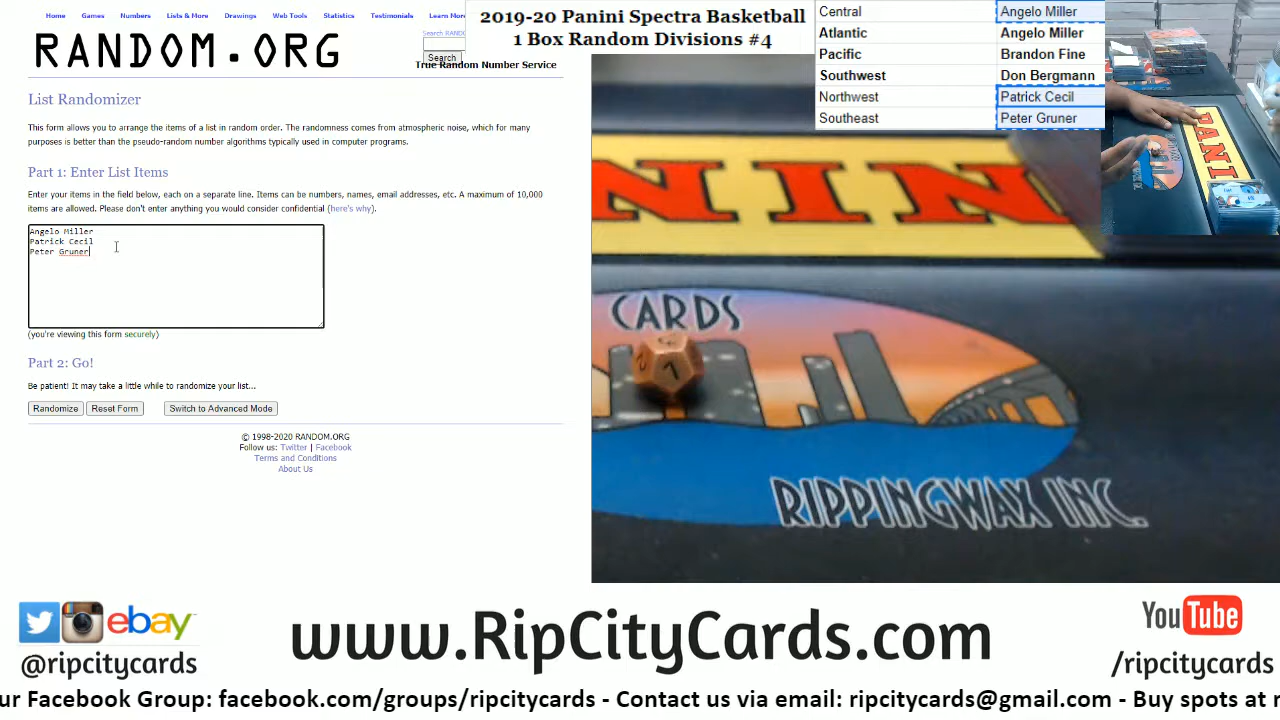 Home Games Numbers Lists & More Drawings Web Tools Statistics Testimonials Learn More
RANDOM.ORG
Search RANDO
Search
True Random Number Service
List Randomizer
This form allows you to arrange the items of a list in random order. The randomness comes from atmospheric noise, which for many
purposes is better than the pseudo-random number algorithms typically used in computer programs.
Part 1: Enter List Items
Enter your items in the field below, each on a separate line. Items can be numbers, names, email addresses, etc. A maximum of 10,000
items are allowed. Please don't enter anything you would consider confidential (here's why).
Angelo Miller
Patrick Cecil
Peter Gruner
(you're viewing this form securely)
Part 2: Go!
Be patient! It may take a little while to randomize your list...
Randomize Reset Form Switch to Advanced Mode
© 1998-2020 RANDOM.ORG
Follow us: Twitter | Facebook
Terms and Conditions
About Us
2019-20 Panini Spectra Basketball
1 Box Random Divisions #4
Central Angelo Miller
Atlantic Angelo Miller
Pacific Brandon Fine
Southwest Don Bergmann
Northwest Patrick Cecil
Southeast Peter Gruner
NIN
CARDS
7
RIPPINGWAX INC.
PANINI
ebay
@ripcitycards
www.RipCityCards.com
YouTube
/ripcitycards
ur Facebook Group: facebook.com/groups/ripcitycards - Contact us via email: ripcitycards@gmail.com - Buy spots at r